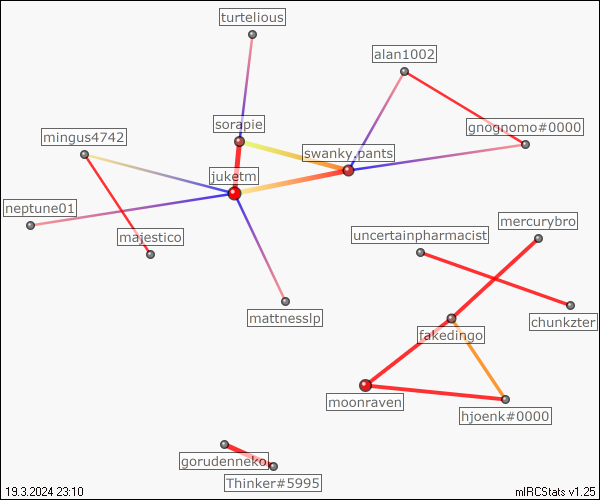 turtelious
alan1002
sorapie
gnognomo#0000
mingus4742
swanky.pants
juketm
neptune01
mercurybro
majestico
uncertainpharmacist
mattnesslp
chunkzter
fakedingo
moonraven
hjoenk#0000
gorudenneko
Thinker#5995
19.3.2024 23:10
mIRCStats v1.25